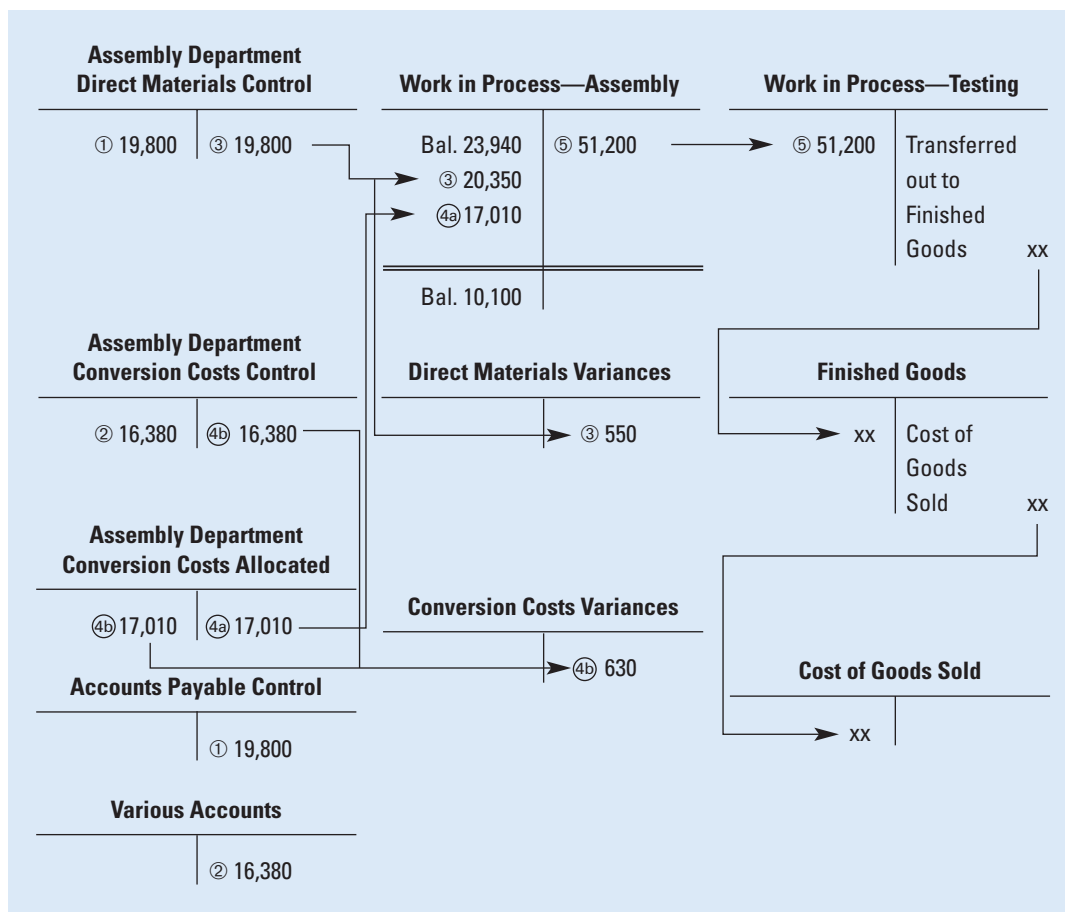 Assembly Department
Direct Materials Control
① 19,800 ③ 19,800
Work in Process—Assembly
Bal. 23,940 ⑤ 51,200
③ 20,350
4a 17,010
Bal. 10,100
Work in Process—Testing
⑤ 51,200 Transferred
out to
Finished
Goods xx
Assembly Department
Conversion Costs Control
② 16,380 4b 16,380
Direct Materials Variances
③ 550
Finished Goods
xx Cost of
Goods
Sold xx
Assembly Department
Conversion Costs Allocated
4b 17,010 4a 17,010
Conversion Costs Variances
4b 630
Cost of Goods Sold
xx
Accounts Payable Control
① 19,800
Various Accounts
② 16,380